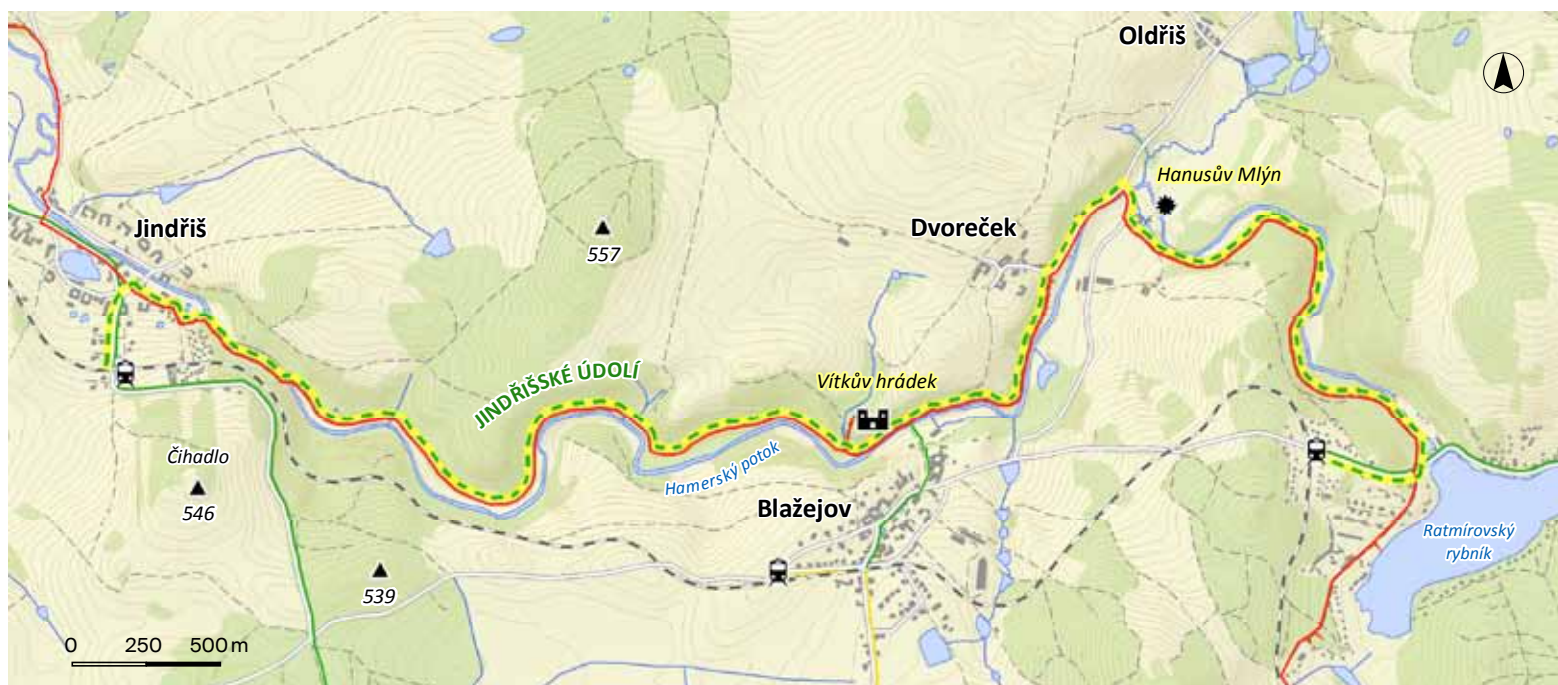 Oldřiš
Hanusův Mlýn
Jindřiš
557
Dvoreček
JINDŘIŠSKÉ ÚDOLÍ
Vítkův hrádek
Čihadlo
546
Hamerský potok
Blažejov
Ratmírovský
rybník
539
0 250 500 m